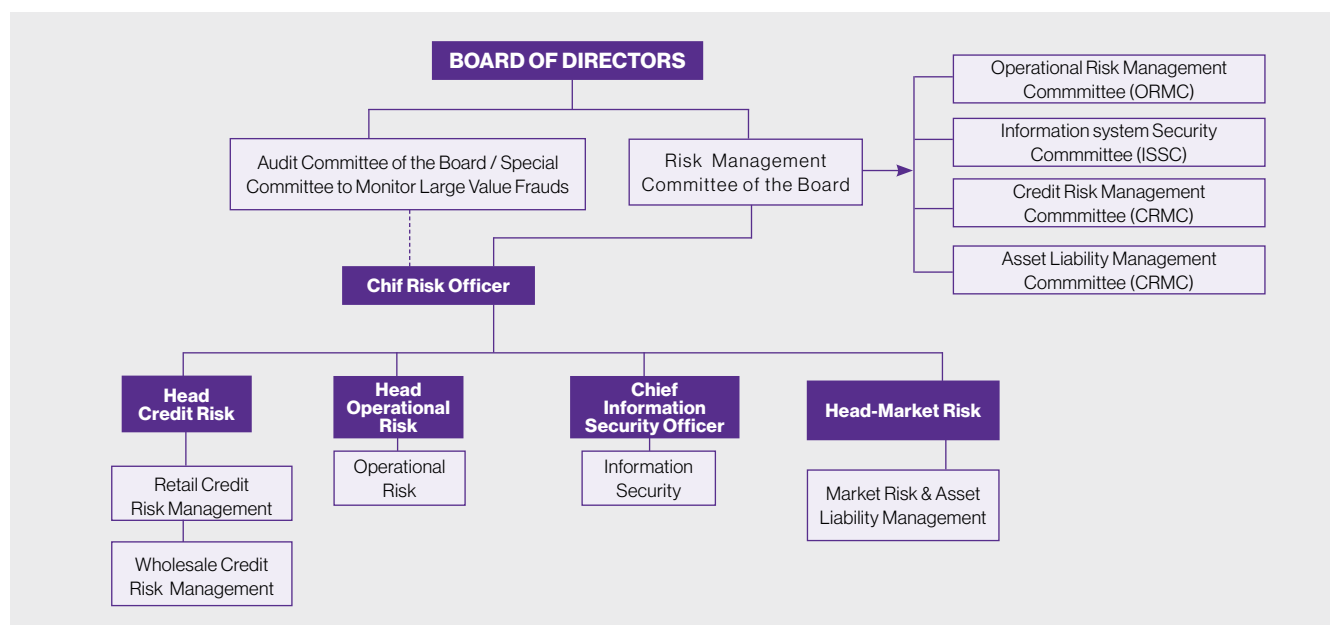 BOARD OF DIRECTORS
Operational Risk Management
Commmittee (ORMC)
Information system Security
Commmittee (ISSC)
Credit Risk Management
Commmittee (CRMC)
Asset Liability Management
Commmittee (CRMC)
Audit Committee of the Board / Special
Committee to Monitor Large Value Frauds
Risk Management
Committee of the Board
Chif Risk Officer
Head
Credit Risk
Retail Credit
Risk Management
Wholesale Credit
Risk Management
Head
Operational
Risk
Operational
Risk
Chief
Information
Security Officer
Information
Security
Head-Market Risk
Market Risk & Asset
Liability Management